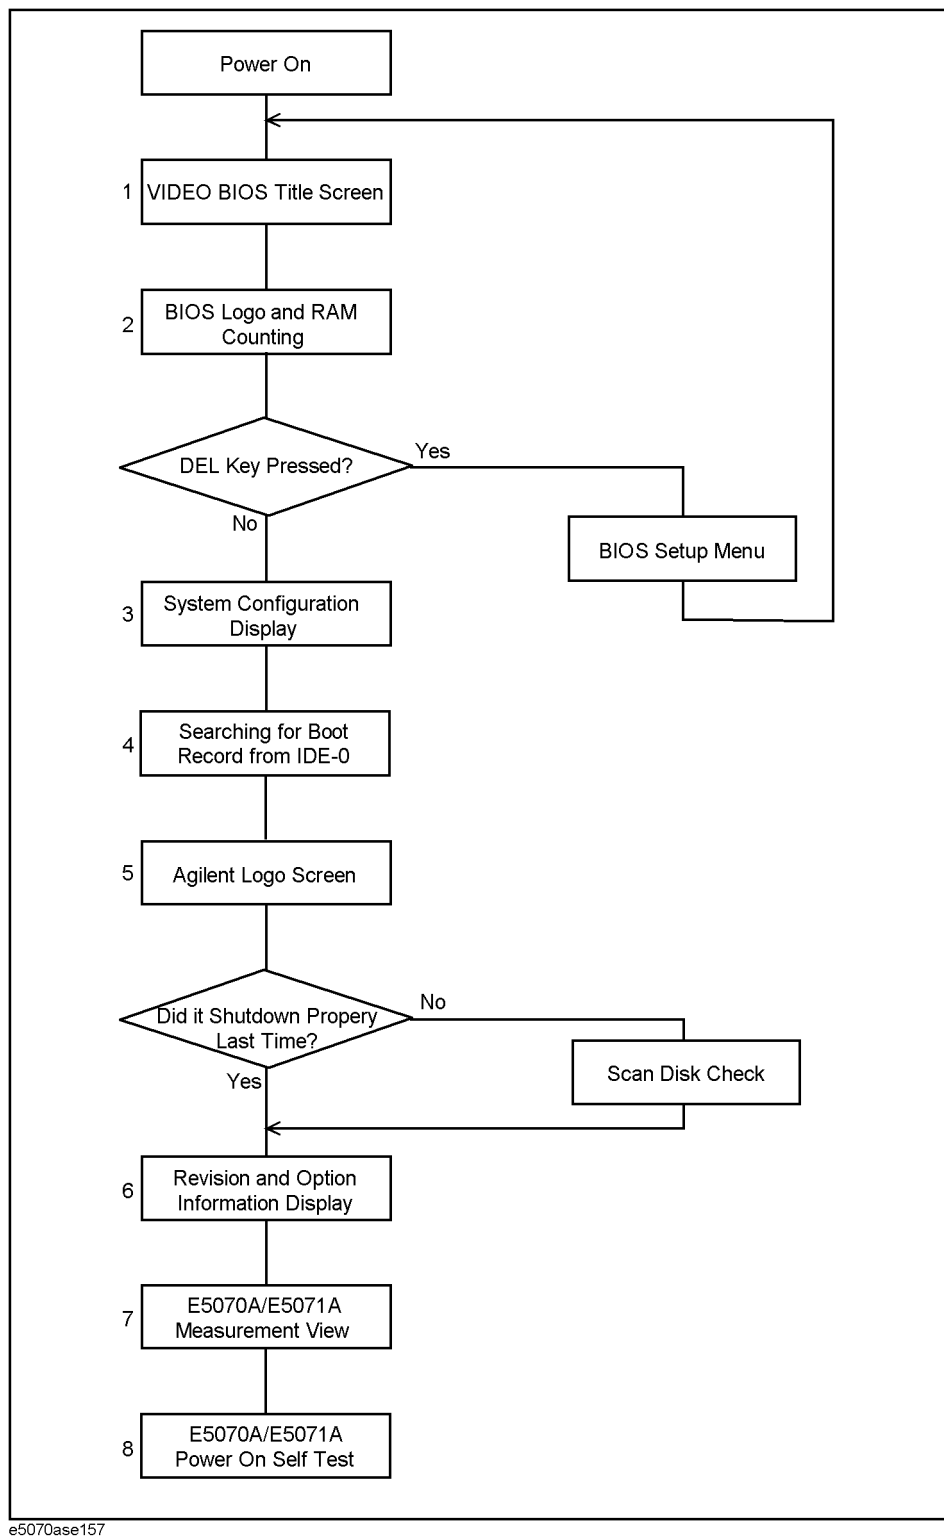 Power On
1
VIDEO BIOS Title Screen
2
BIOS Logo and RAM
Counting
DEL Key Pressed?
Yes
No
BIOS Setup Menu
3
System Configuration
Display
4
Searching for Boot
Record from IDE-0
5
Agilent Logo Screen
Did it Shutdown Propery
Last Time?
No
Yes
Scan Disk Check
6
Revision and Option
Information Display
7
E5070A/E5071A
Measurement View
8
E5070A/E5071A
Power On Self Test
e5070ase157